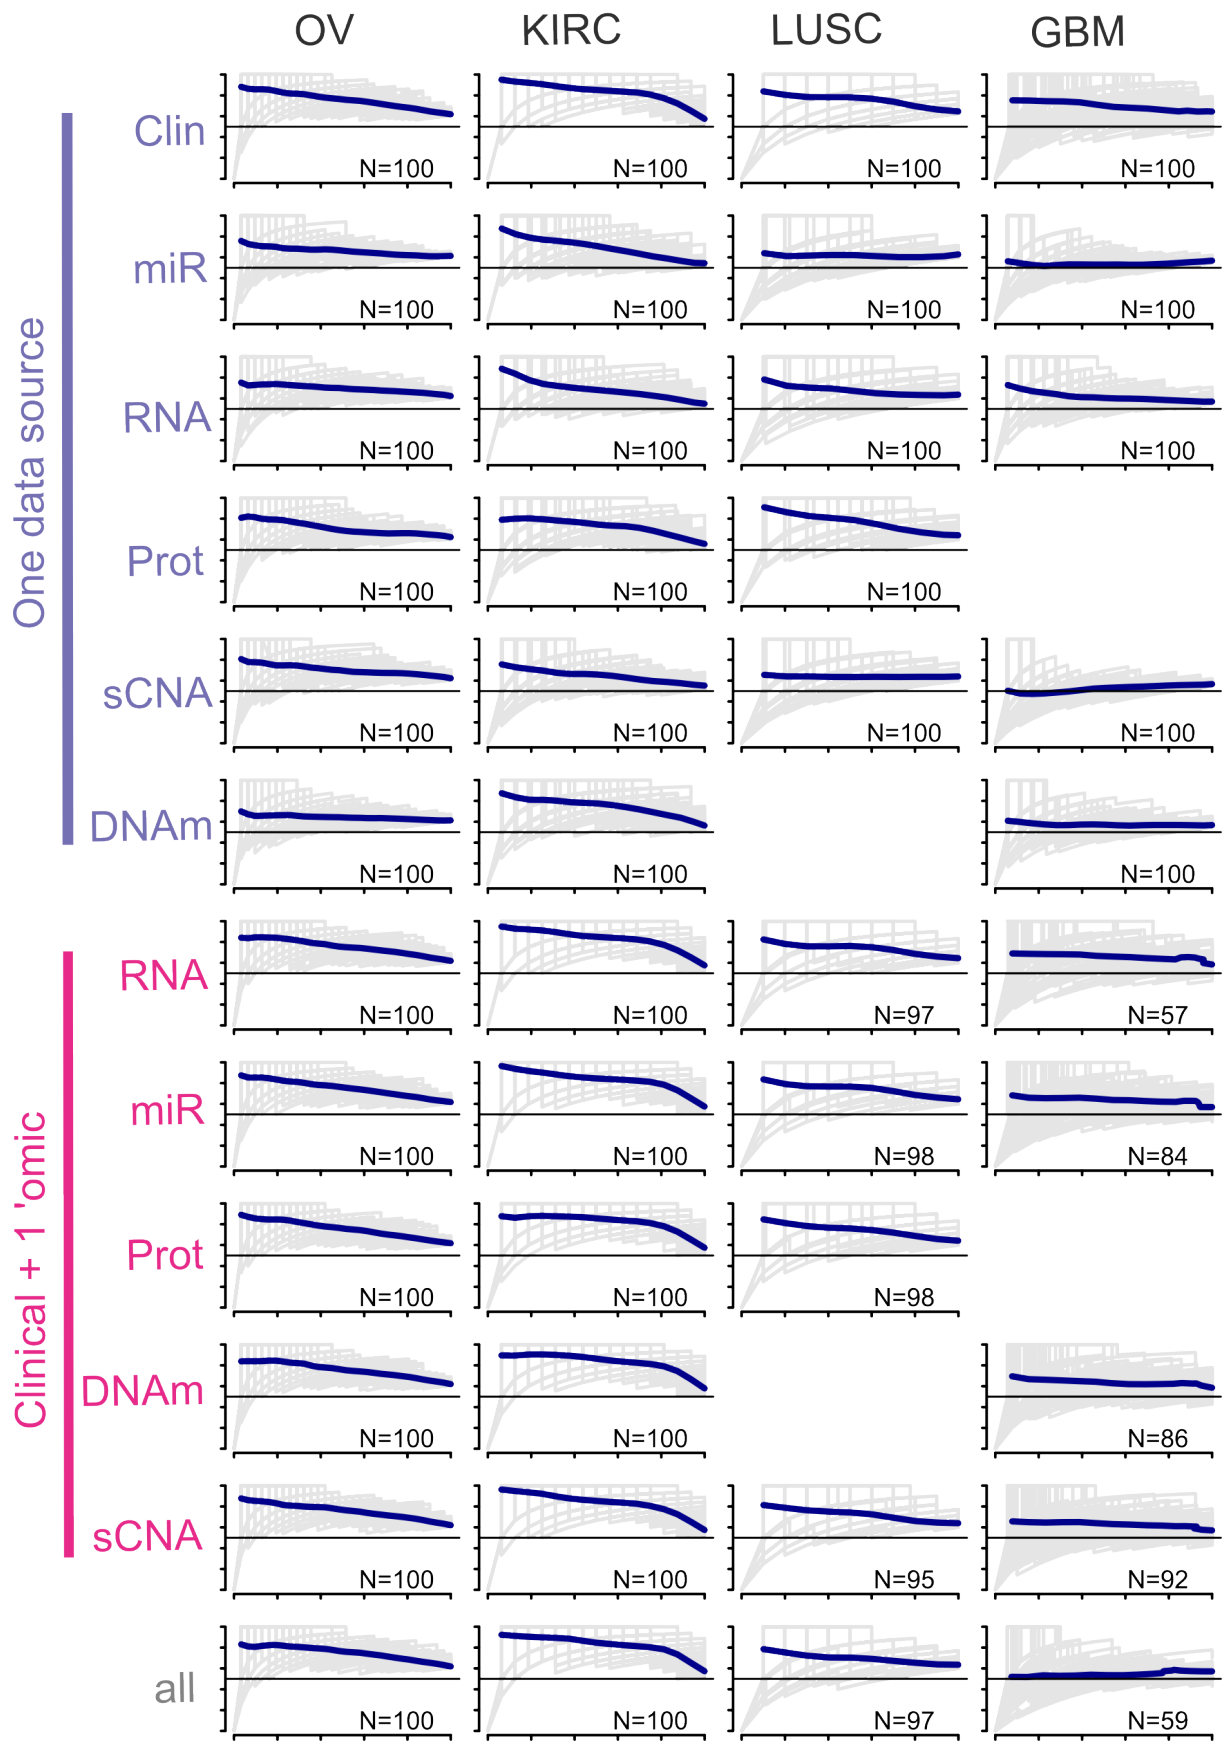 OV KIRC LUSC GBM
One data source
Clin N=100 N=100 N=100 N=100
miR N=100 N=100 N=100 N=100
RNA N=100 N=100 N=100 N=100
Prot N=100 N=100 N=100
sCNA N=100 N=100 N=100 N=100
DNAm N=100 N=100 N=100
Clinical + 1 'omic
RNA N=100 N=100 N=97 N=57
miR N=100 N=100 N=98 N=84
Prot N=100 N=100 N=98
DNAm N=100 N=100 N=86
sCNA N=100 N=100 N=95 N=92
all N=100 N=100 N=97 N=59